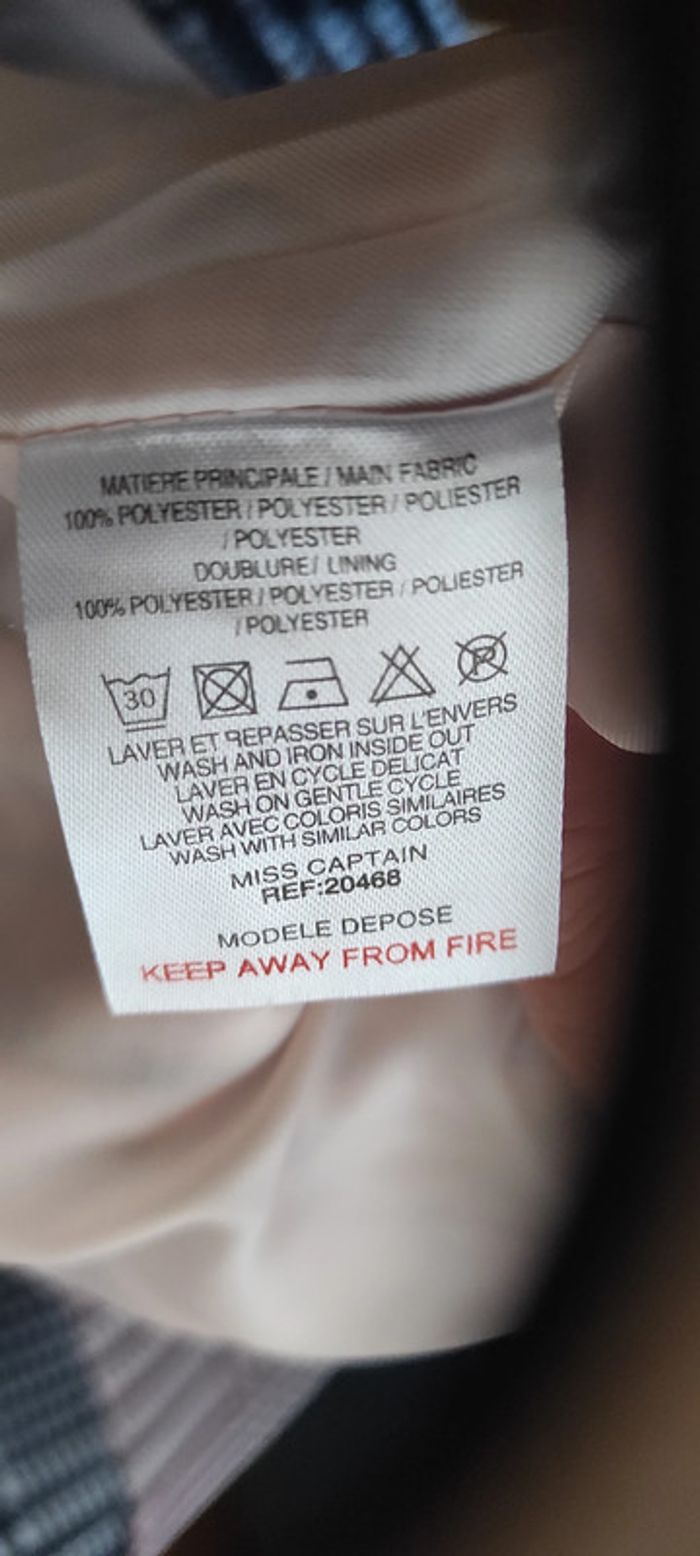 MATIERE PRINCIPALE / MAIN FABRIC
100% POLYESTER / POLYESTER / POLIESTER
/ POLYESTER
DOUBLURE / LINING
100% POLYESTER / POLYESTER / POLIESTER
/ POLYESTER
30 P
LAVER ET REPASSER SUR L'ENVERS
WASH AND IRON INSIDE OUT
LAVER EN CYCLE DELICAT
WASH ON GENTLE CYCLE
LAVER AVEC COLORIS SIMILAIRES
WASH WITH SIMILAR COLORS
MISS CAPTAIN
REF:20468
MODELE DEPOSE
KEEP AWAY FROM FIRE